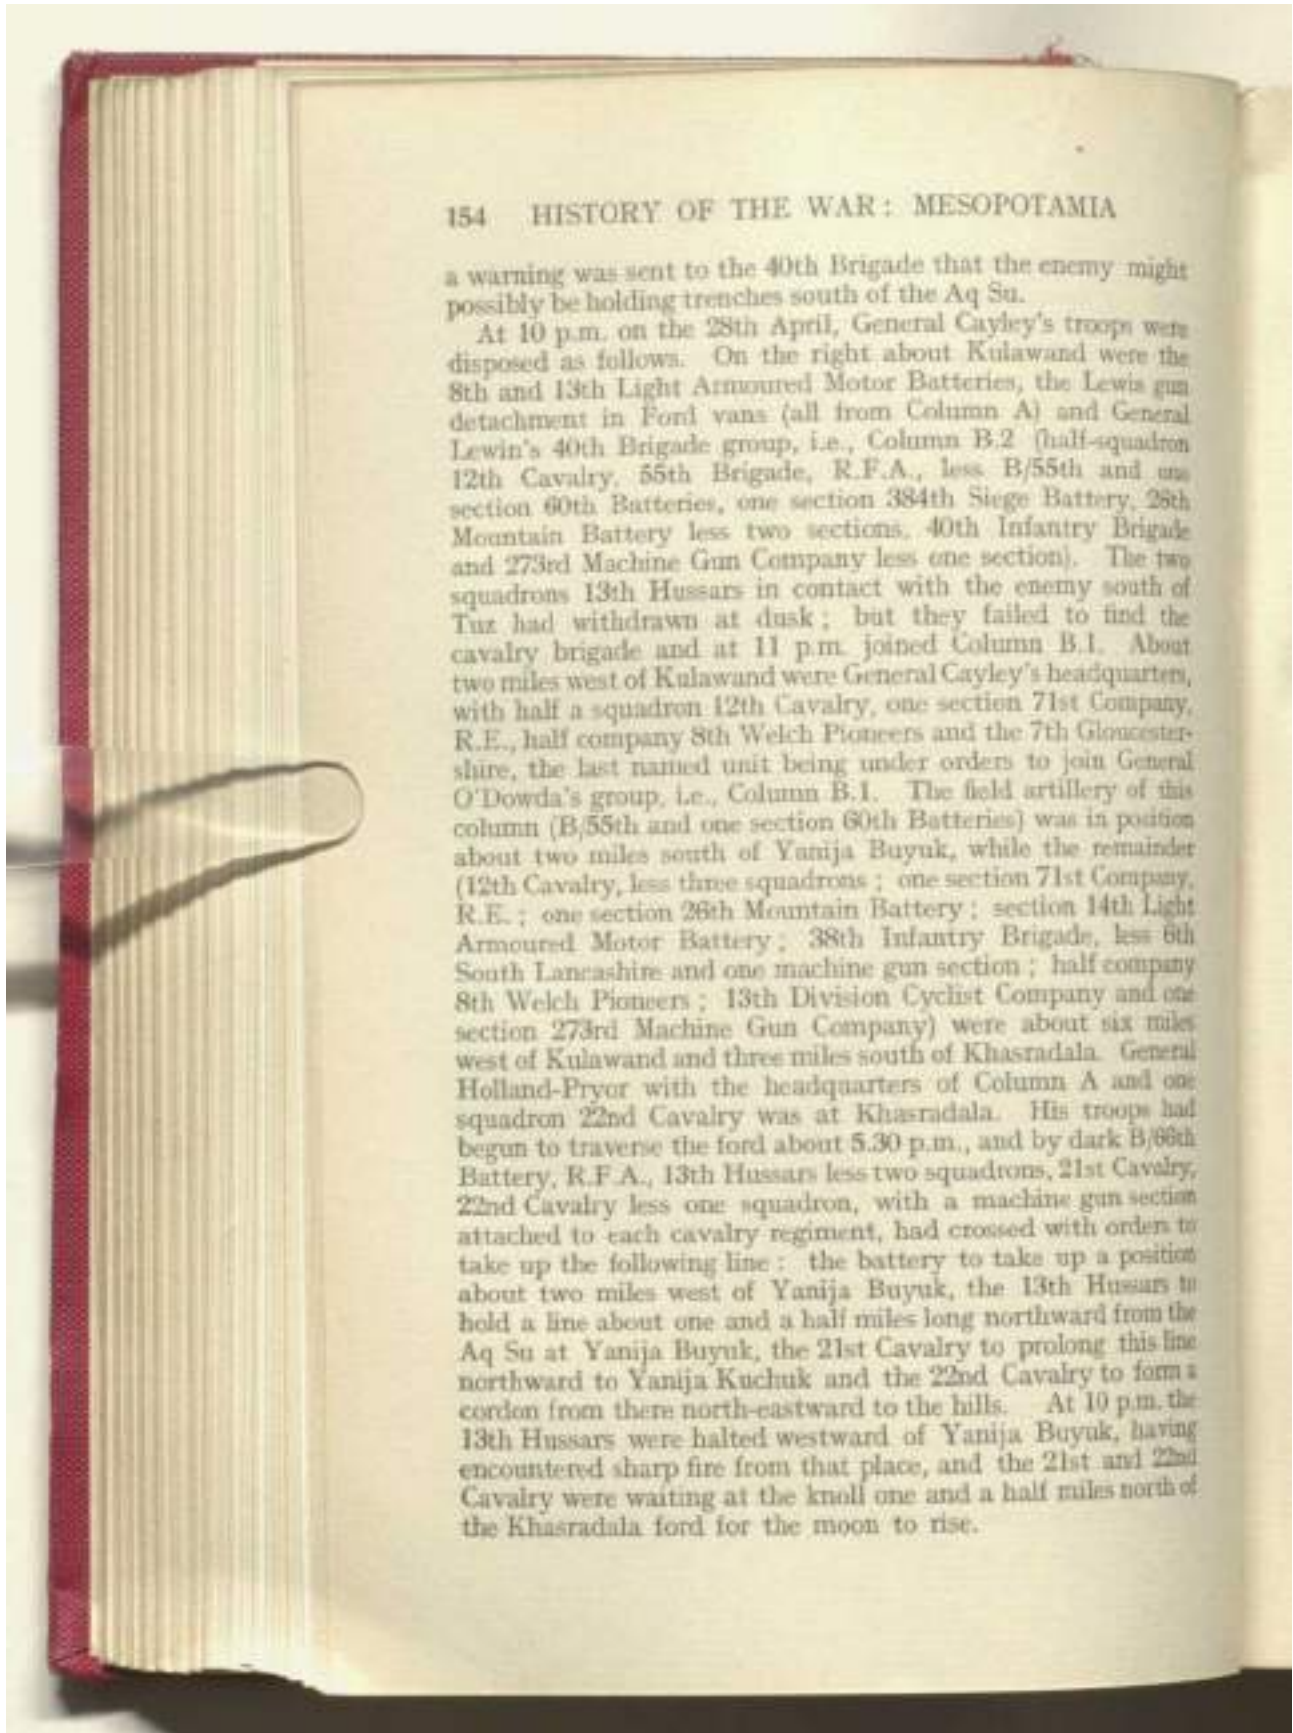 154 HISTORY OF THE WAR: MESOPOTAMIA
a warning was sent to the 40th Brigade that the enemy might
possibly be holding trenches south of the Aq Su.
At 10 p.m. on the 28th April, General Cayley's troops were
disposed as follows. On the right about Kulawand were the
8th and 13th Light Armoured Motor Batteries, the Lewis gun
detachment in Ford vans (all from Column A) and General
Lewin's 40th Brigade group, i.e., Column B.2 (half-squadron
12th Cavalry, 55th Brigade, R.F.A., less B/55th and one
section 60th Batteries, one section 384th Siege Battery, 26th
Mountain Battery less two sections, 40th Infantry Brigade
and 273rd Machine Gun Company less one section). The two
squadrons 13th Hussars in contact with the enemy south of
Tuz had withdrawn at dusk; but they failed to find the
cavalry brigade and at 11 p.m. joined Column B.1. About
two miles west of Kulawand were General Cayley's headquarters,
with half a squadron 12th Cavalry, one section 71st Company,
R.E., half company 8th Welch Pioneers and the 7th Gloucester-
shire, the last named unit being under orders to join General
O'Dowda's group, i.e., Column B.1. The field artillery of this
column (B/55th and one section 60th Batteries) was in position
about two miles south of Yanija Buyuk, while the remainder
(12th Cavalry, less three squadrons; one section 71st Company,
R.E.; one section 26th Mountain Battery; section 14th Light
Armoured Motor Battery; 38th Infantry Brigade, less 6th
South Lancashire and one machine gun section; half company
8th Welch Pioneers; 13th Division Cyclist Company and one
section 273rd Machine Gun Company) were about six miles
west of Kulawand and three miles south of Khasradala. General
Holland-Pryor with the headquarters of Column A and one
squadron 22nd Cavalry was at Khasradala. His troops had
begun to traverse the ford about 5.30 p.m., and by dark B/66th
Battery, R.F.A., 13th Hussars less two squadrons, 21st Cavalry,
22nd Cavalry less one squadron, with a machine gun section
attached to each cavalry regiment, had crossed with orders to
take up the following line: the battery to take up a position
about two miles west of Yanija Buyuk, the 13th Hussars to
hold a line about one and a half miles long northward from the
Aq Su at Yanija Buyuk, the 21st Cavalry to prolong this line
northward to Yanija Kuchuk and the 22nd Cavalry to form a
cordon from there north-eastward to the hills. At 10 p.m. the
13th Hussars were halted westward of Yanija Buyuk, having
encountered sharp fire from that place, and the 21st and 22nd
Cavalry were waiting at the knoll one and a half miles north of
the Khasradala ford for the moon to rise.